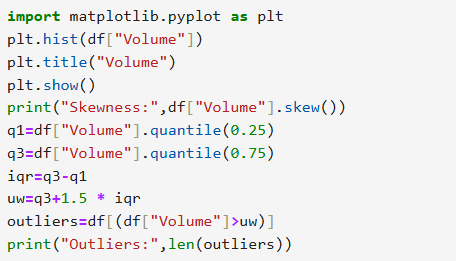 import matplotlib.pyplot as plt
plt.hist(df["Volume"])
plt.title("Volume")
plt.show()
print("Skewness:",df["Volume"].skew())
q1=df["Volume"].quantile(0.25)
q3=df["Volume"].quantile(0.75)
iqr=q3-q1
uw=q3+1.5 * iqr
outliers=df[(df["Volume"]>uw)]
print("Outliers:",len(outliers))